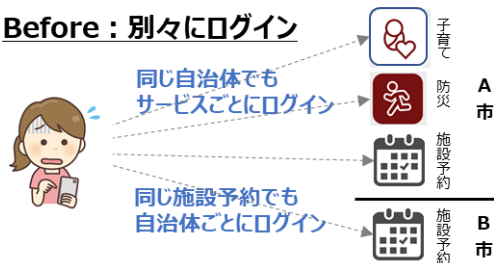 Before：別々にログイン
同じ自治体でも
サービスごとにログイン
同じ施設予約でも
自治体ごとにログイン
子育て
防災
施設予約
A市
施設予約
B市